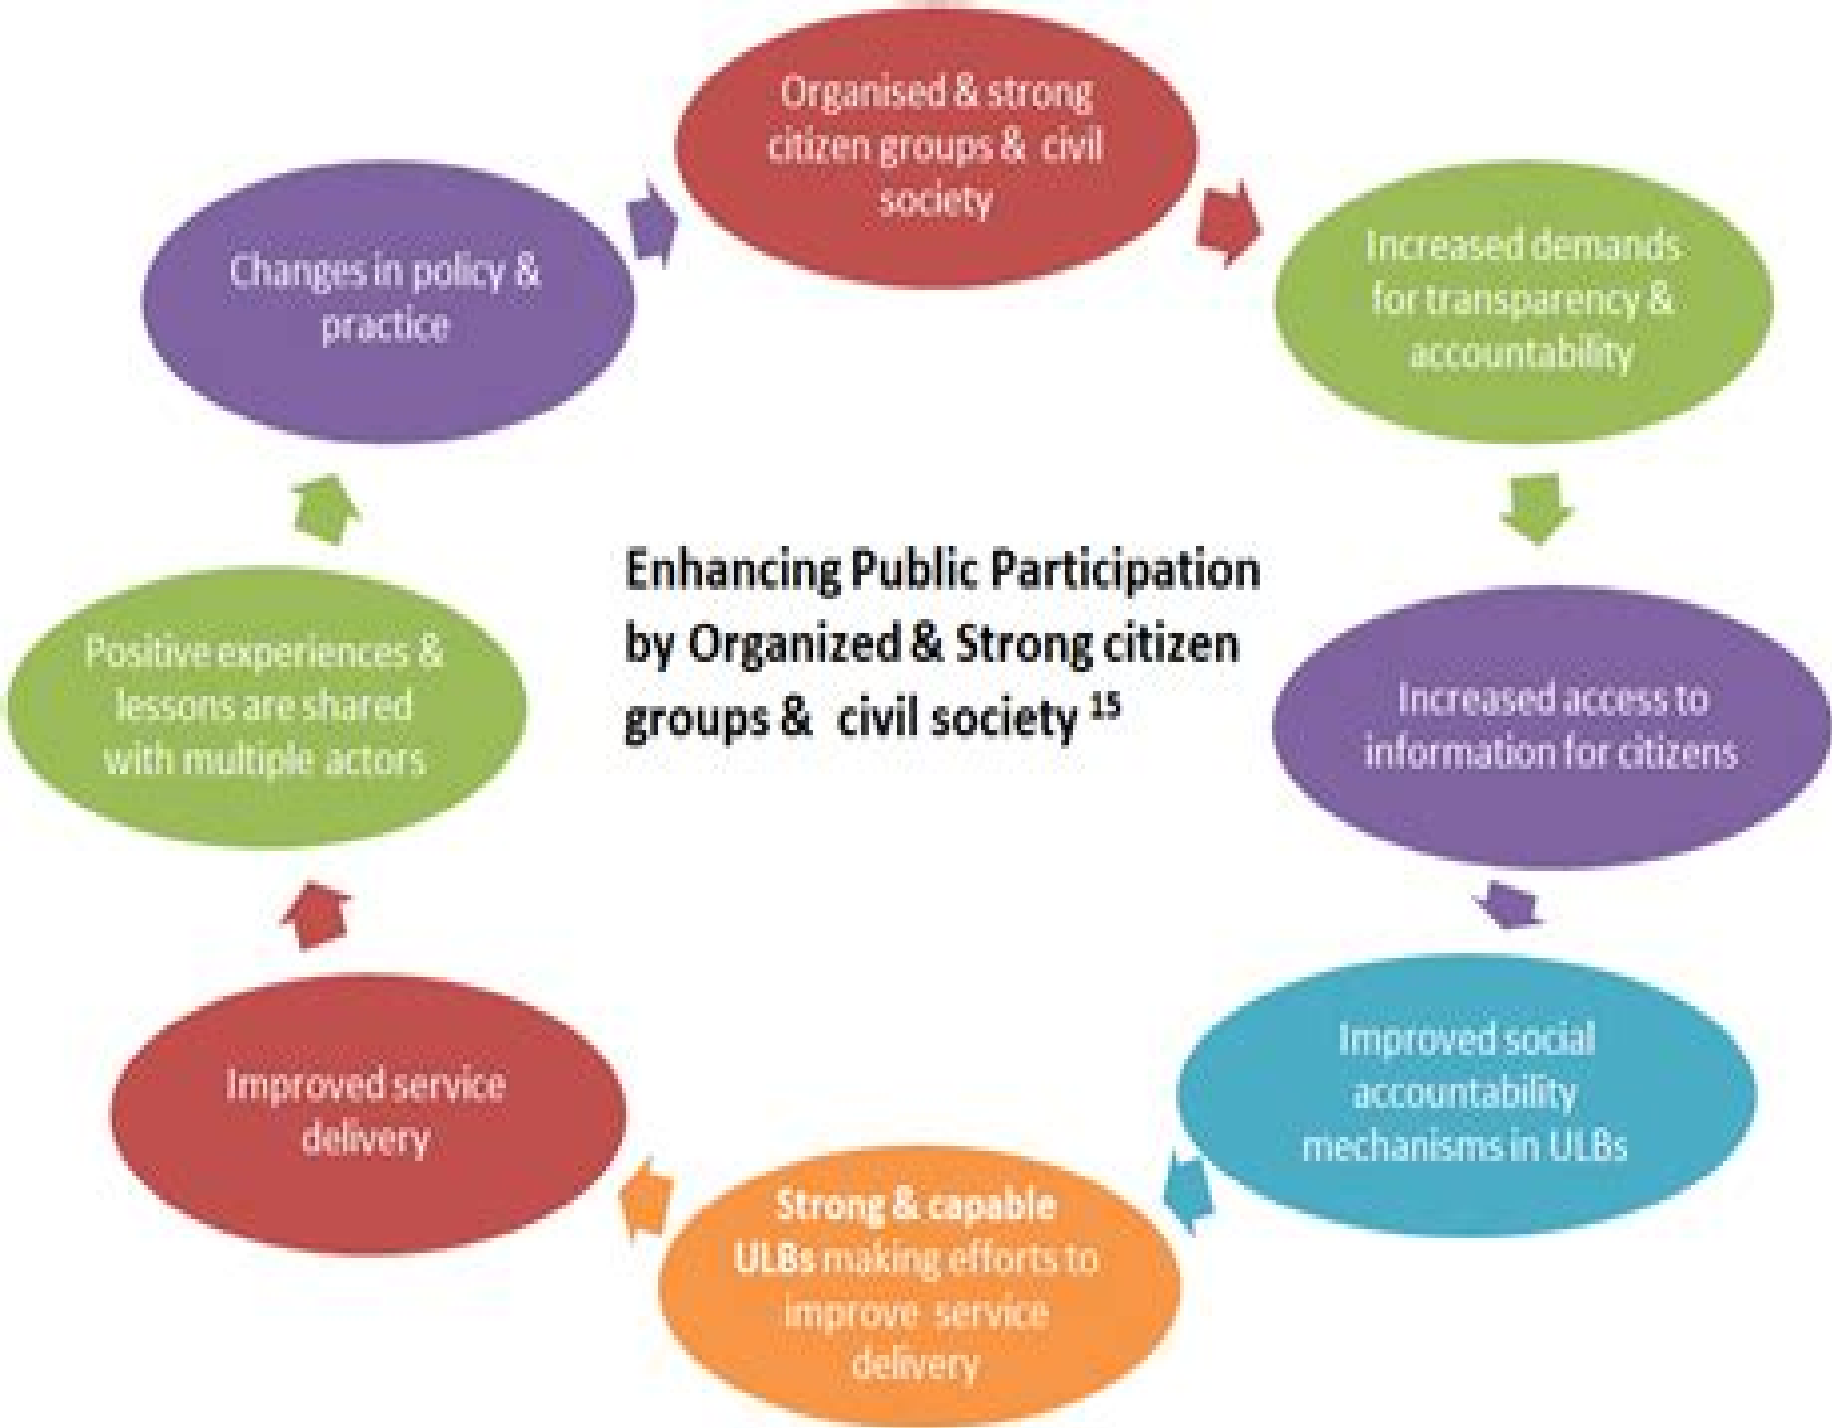 Organised & strong
citizen groups & civil
society
Increased demands
for transparency &
accountability
Increased access to
information for citizens
Improved social
accountability
mechanisms in ULBs
Strong & capable
ULBs making efforts to
improve service
delivery
Improved service
delivery
Positive experiences &
lessons are shared
with multiple actors
Changes in policy &
practice
Enhancing Public Participation
by Organized & Strong citizen
groups & civil society 15